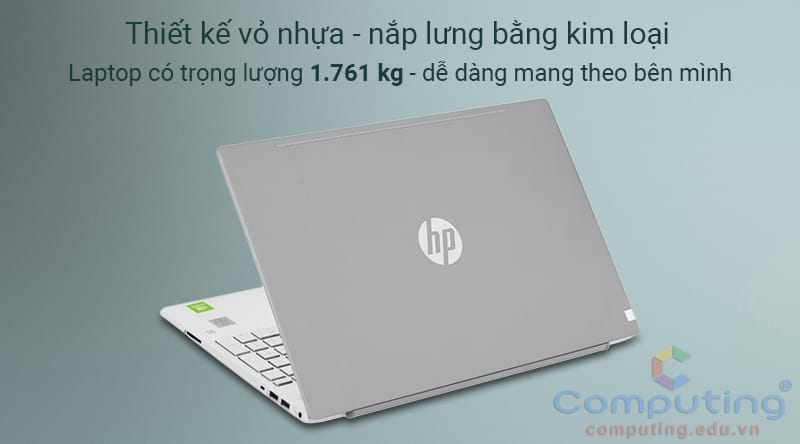 Thiết kế vỏ nhựa - nắp lưng bằng kim loại
Laptop có trọng lượng 1.761 kg - dễ dàng mang theo bên mình
hp
Computing®
computing.edu.vn